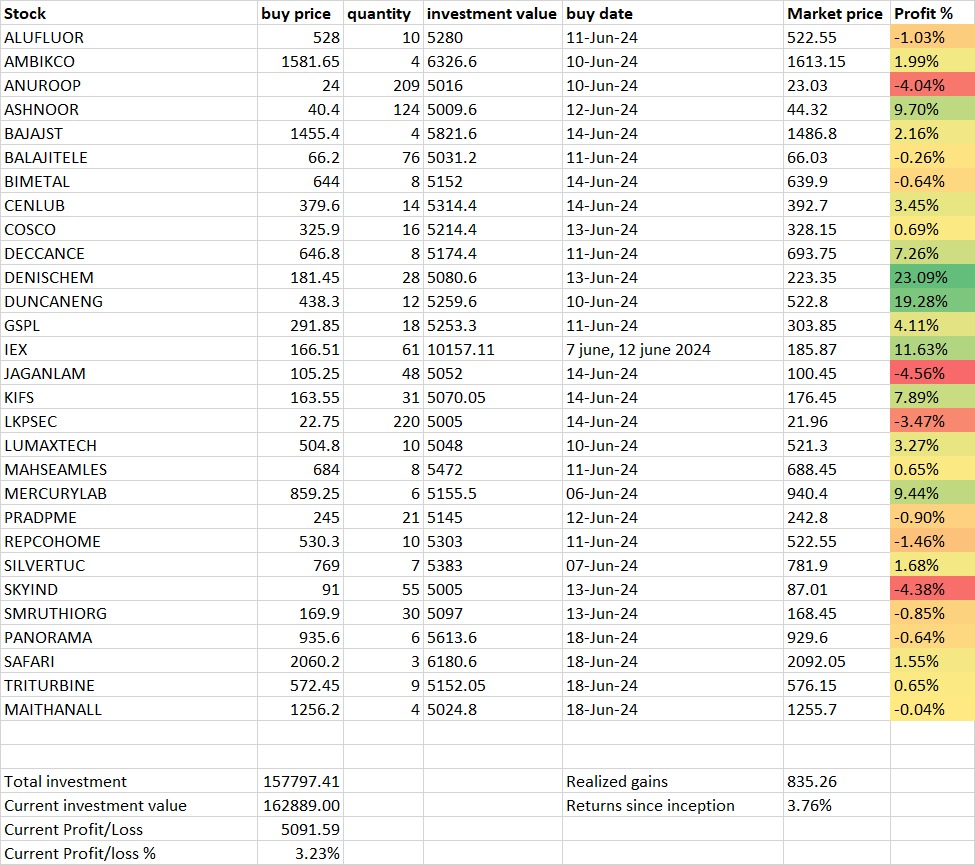 Stock buy price quantity investment value buy date Market price Profit %
ALUFLUOR 528 10 5280 11-Jun-24 522.55 -1.03%
AMBIKCO 1581.65 4 6326.6 10-Jun-24 1613.15 1.99%
ANUROOP 24 209 5016 10-Jun-24 23.03 -4.04%
ASHNOOR 40.4 124 5009.6 12-Jun-24 44.32 9.70%
BAJAJST 1455.4 4 5821.6 14-Jun-24 1486.8 2.16%
BALAJITELE 66.2 76 5031.2 11-Jun-24 66.03 -0.26%
BIMETAL 644 8 5152 14-Jun-24 639.9 -0.64%
CENLUB 379.6 14 5314.4 14-Jun-24 392.7 3.45%
COSCO 325.9 16 5214.4 13-Jun-24 328.15 0.69%
DECCANCE 646.8 8 5174.4 11-Jun-24 693.75 7.26%
DENISCHEM 181.45 28 5080.6 13-Jun-24 223.35 23.09%
DUNCANENG 438.3 12 5259.6 10-Jun-24 522.8 19.28%
GSPL 291.85 18 5253.3 11-Jun-24 303.85 4.11%
IEX 166.51 61 10157.11 7 june, 12 june 2024 185.87 11.63%
JAGANLAM 105.25 48 5052 14-Jun-24 100.45 -4.56%
KIFS 163.55 31 5070.05 14-Jun-24 176.45 7.89%
LKPSEC 22.75 220 5005 14-Jun-24 21.96 -3.47%
LUMAXTECH 504.8 10 5048 10-Jun-24 521.3 3.27%
MAHSEAMLES 684 8 5472 11-Jun-24 688.45 0.65%
MERCURYLAB 859.25 6 5155.5 06-Jun-24 940.4 9.44%
PRADPME 245 21 5145 12-Jun-24 242.8 -0.90%
REPCOHOME 530.3 10 5303 11-Jun-24 522.55 -1.46%
SILVERTUC 769 7 5383 07-Jun-24 781.9 1.68%
SKYIND 91 55 5005 13-Jun-24 87.01 -4.38%
SMRUTHIORG 169.9 30 5097 13-Jun-24 168.45 -0.85%
PANORAMA 935.6 6 5613.6 18-Jun-24 929.6 -0.64%
SAFARI 2060.2 3 6180.6 18-Jun-24 2092.05 1.55%
TRITURBINE 572.45 9 5152.05 18-Jun-24 576.15 0.65%
MAITHANALL 1256.2 4 5024.8 18-Jun-24 1255.7 -0.04%
Total investment 157797.41 Realized gains 835.26
Current investment value 162889.00 Returns since inception 3.76%
Current Profit/Loss 5091.59
Current Profit/loss % 3.23%